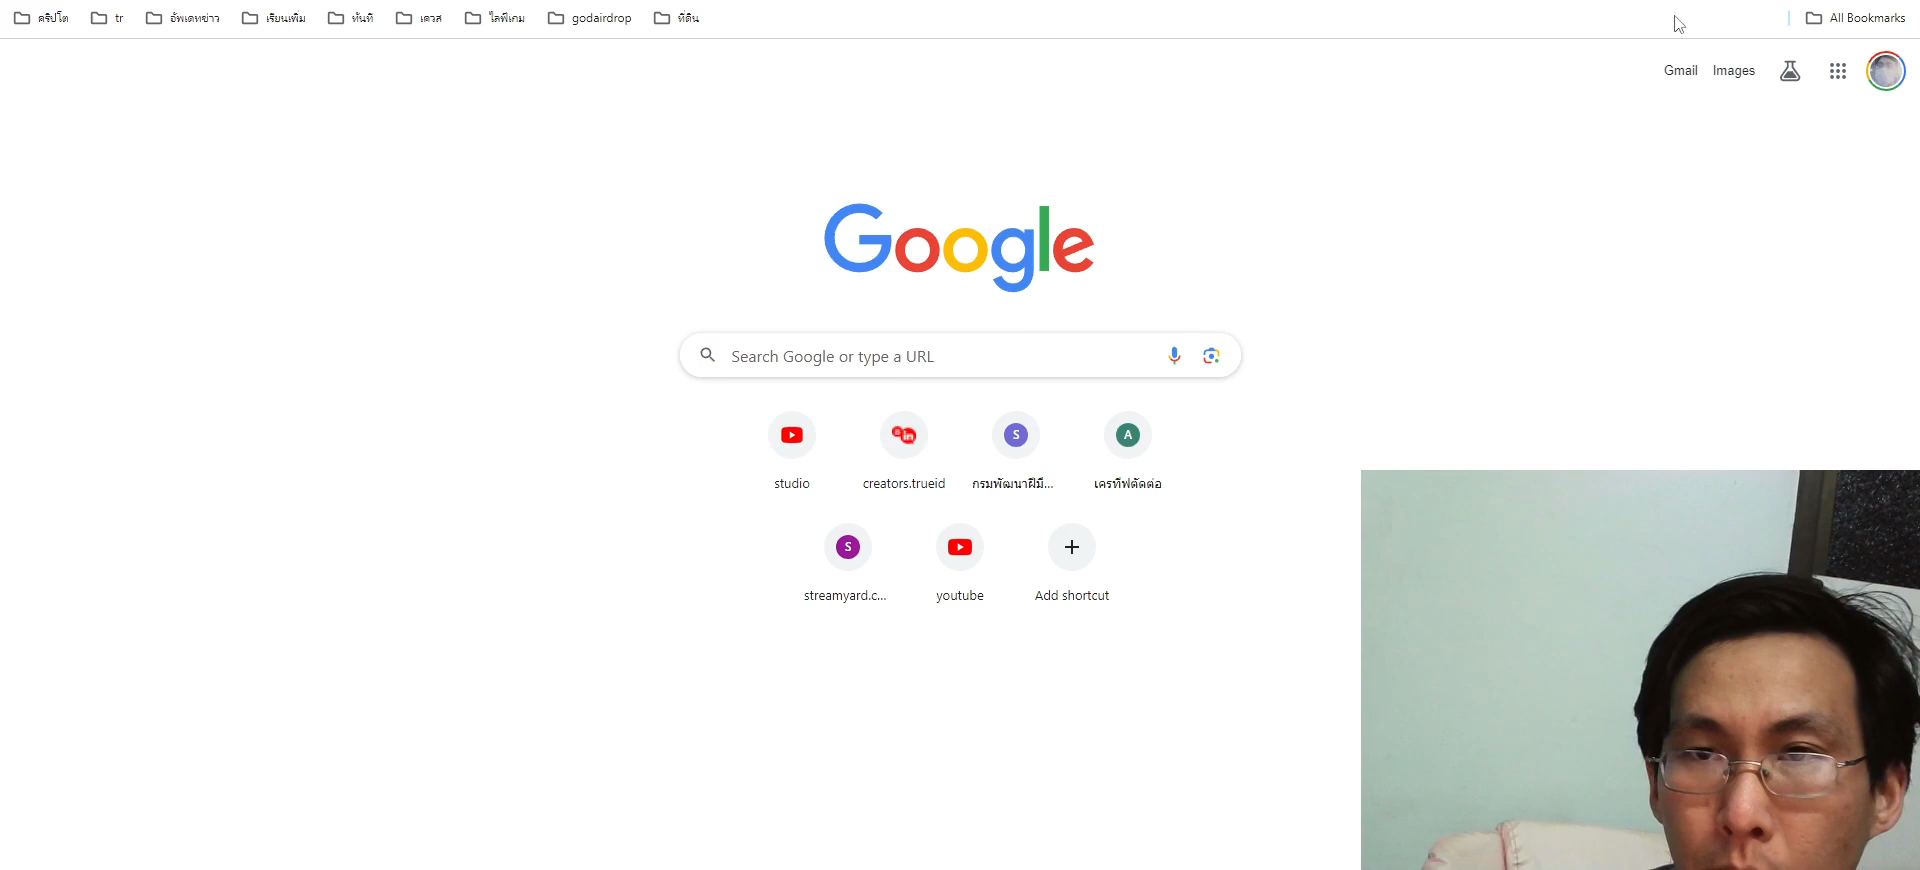 คริปโต tr อัพเดทข่าว เรียนเพิ่ม ทันที เควส ไลฟ์เกม godairdrop ที่ดิน All Bookmarks
Gmail Images
Google
Search Google or type a URL
S A
studio creators.trueid กรมพัฒนาฝีมื... เครทีฟตัดต่อ
S
streamyard.c... youtube Add shortcut